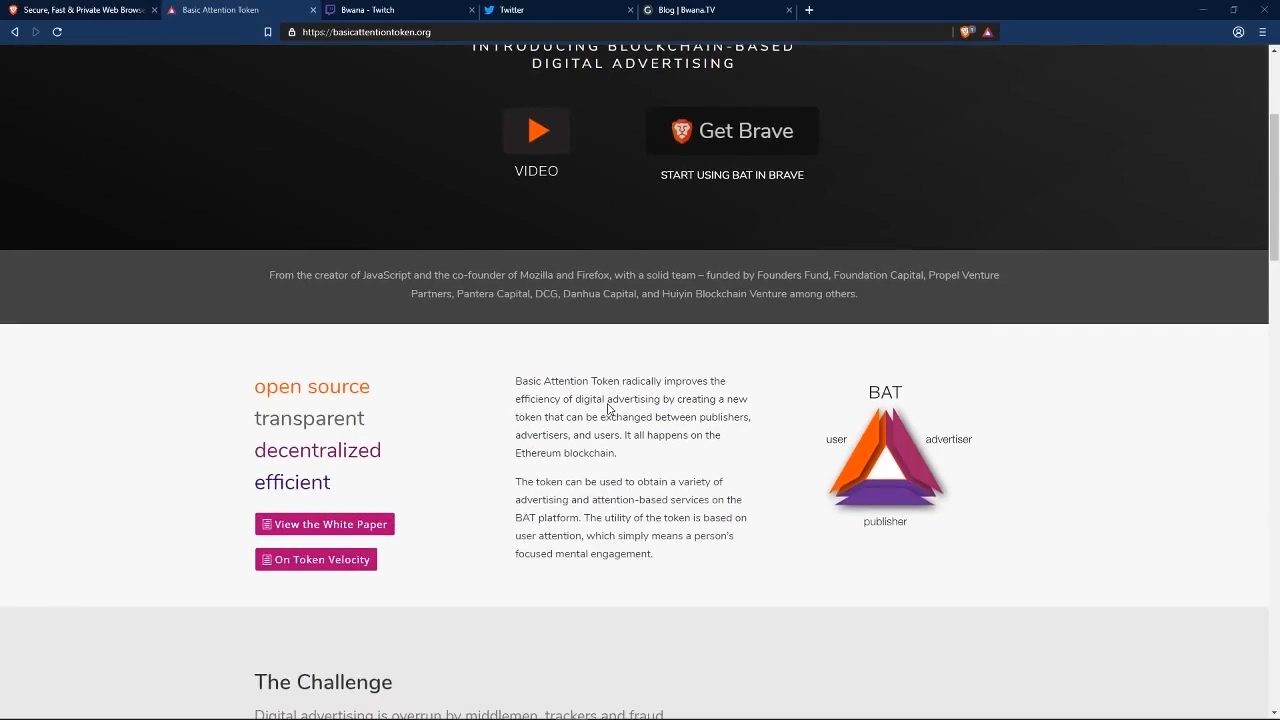 Secure, Fast & Private Web Browse
Basic Attention Token
Bwana - Twitch
Twitter
Blog | Bwana.TV
https://basicattentiontoken.org
INTRODUCING BLOCKCHAIN-BASED
DIGITAL ADVERTISING
Get Brave
VIDEO
START USING BAT IN BRAVE
From the creator of JavaScript and the co-founder of Mozilla and Firefox, with a solid team – funded by Founders Fund, Foundation Capital, Propel Venture
Partners, Pantera Capital, DCG, Danhua Capital, and Huiyin Blockchain Venture among others.
open source
transparent
decentralized
efficient
View the White Paper
On Token Velocity
Basic Attention Token radically improves the
efficiency of digital advertising by creating a new
token that can be exchanged between publishers,
advertisers, and users. It all happens on the
Ethereum blockchain.
The token can be used to obtain a variety of
advertising and attention-based services on the
BAT platform. The utility of the token is based on
user attention, which simply means a person's
focused mental engagement.
BAT
user
advertiser
publisher
The Challenge
Digital advertising is overrun by middlemen, trackers and fraud.